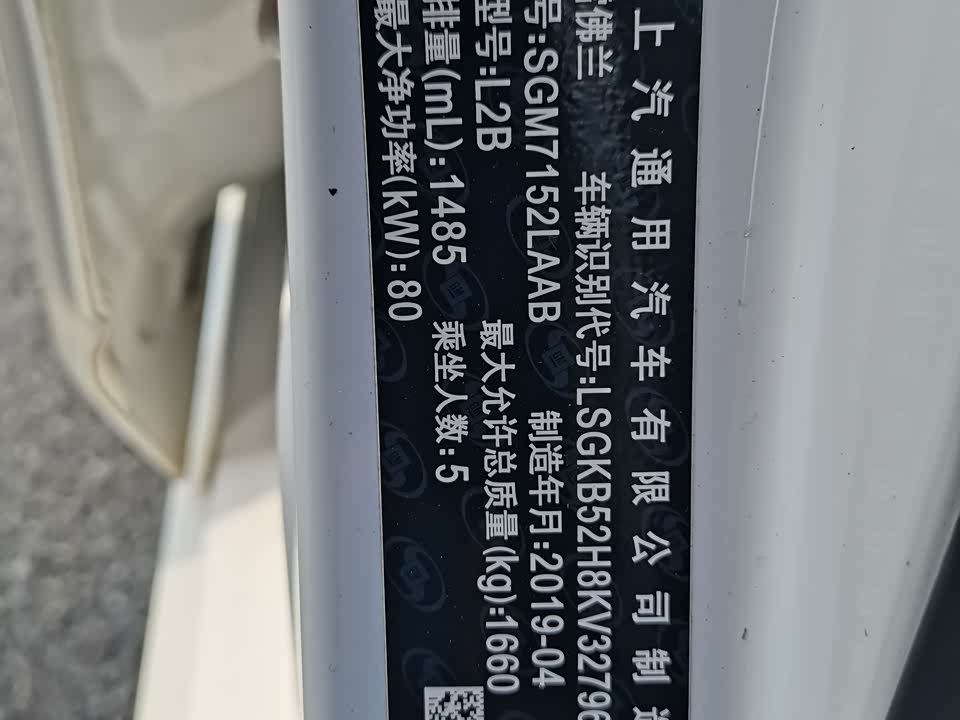 上汽通用汽车有限公司制造
佛兰 车辆识别代号:LSGKB52H8KV32796
号:SGM7152LAAB 制造年月:2019-04
型号:L2B 最大允许总质量(kg):1660
排量(mL):1485 乘坐人数:5
最大净功率(kW):80